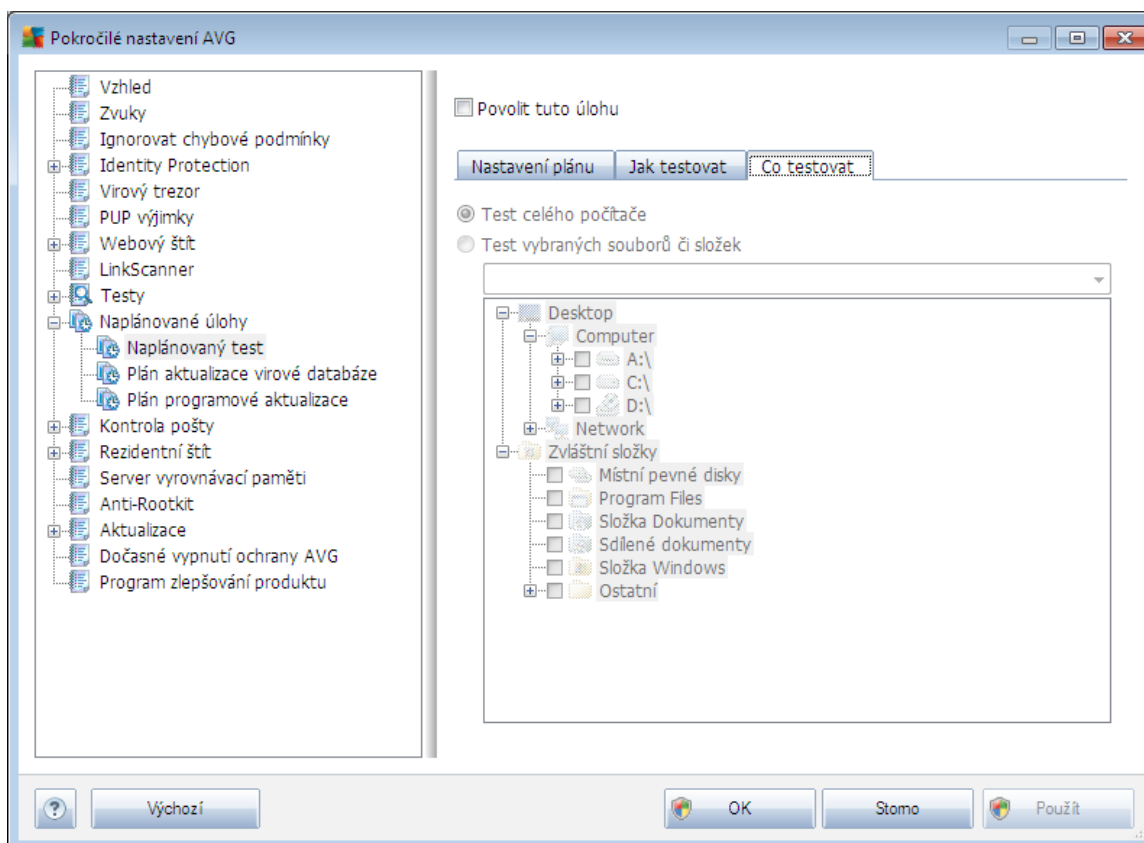 Pokročilé nastavení AVG
Vzhled
Zvuky
Ignorovat chybové podmínky
Identity Protection
Virový trezor
PUP výjimky
Webový štít
LinkScanner
Testy
Naplánované úlohy
Naplánovaný test
Plán aktualizace virové databáze
Plán programové aktualizace
Kontrola pošty
Rezidentní štít
Server vyrovnávací paměti
Anti-Rootkit
Aktualizace
Dočasné vypnutí ochrany AVG
Program zlepšování produktu
Povolit tuto úlohu
Nastavení plánu Jak testovat Co testovat
Test celého počítače
Test vybraných souborů či složek
Desktop
Computer
A:\
C:\
D:\
Network
Zvláštní složky
Místní pevné disky
Program Files
Složka Dokumenty
Sdílené dokumenty
Složka Windows
Ostatní
? Výchozí OK Stomo Použít